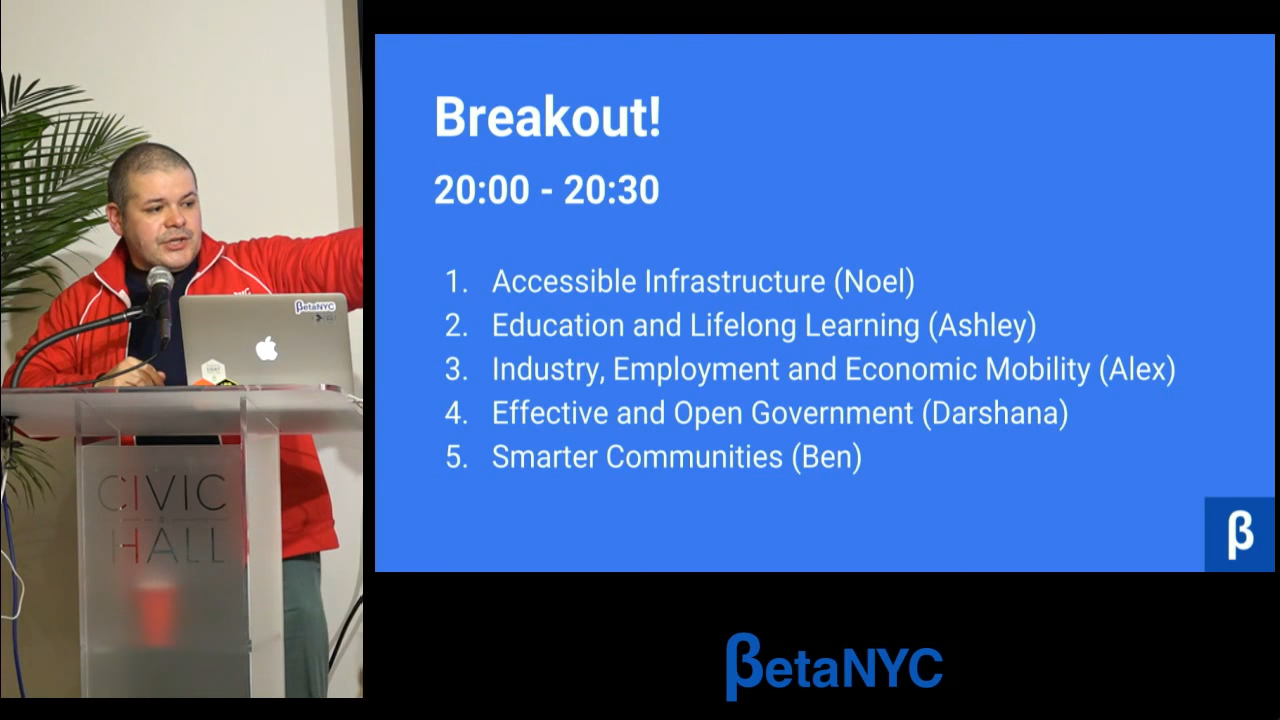 Breakout!
20:00 - 20:30
1. Accessible Infrastructure (Noel)
2. Education and Lifelong Learning (Ashley)
3. Industry, Employment and Economic Mobility (Alex)
4. Effective and Open Government (Darshana)
5. Smarter Communities (Ben)
β
βetaNYC
βetaNYC
CIVIC
HALL